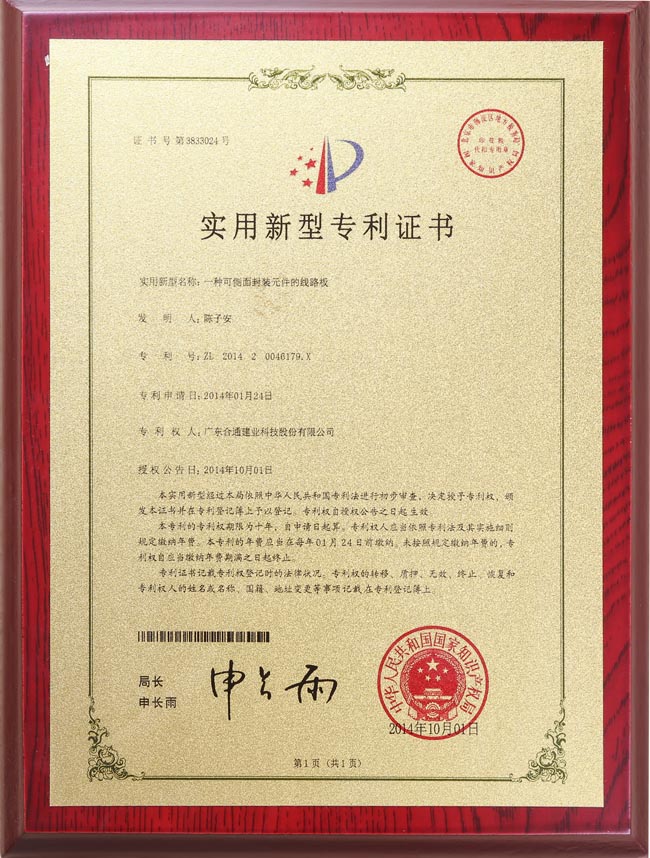 证书号第3833024号
实用新型专利证书
实用新型名称：一种可侧面封装元件的线路板
发明人：陈子安
专利号：ZL 2014 2 0046179.X
专利申请日：2014年01月24日
专利权人：广东合通建业科技股份有限公司
授权公告日：2014年10月01日
本实用新型经过本局依照中华人民共和国专利法进行初步审查，决定授予专利权，颁
发本证书并在专利登记簿上予以登记。专利权自授权公告之日起生效。
本专利的专利权期限为十年，自申请日起算。专利权人应当依照专利法及其实施细则
规定缴纳年费。本专利的年费应当在每年01月24日前缴纳。未按照规定缴纳年费的，专
利权自应当缴纳年费期满之日起终止。
专利证书记载专利权登记时的法律状况。专利权的转移、质押、无效、终止、恢复和
专利权人的姓名或名称、国籍、地址变更等事项记载在专利登记簿上。
局长
申长雨
申长雨
中华人民共和国国家知识产权局
2014年10月01日
第1页（共1页）